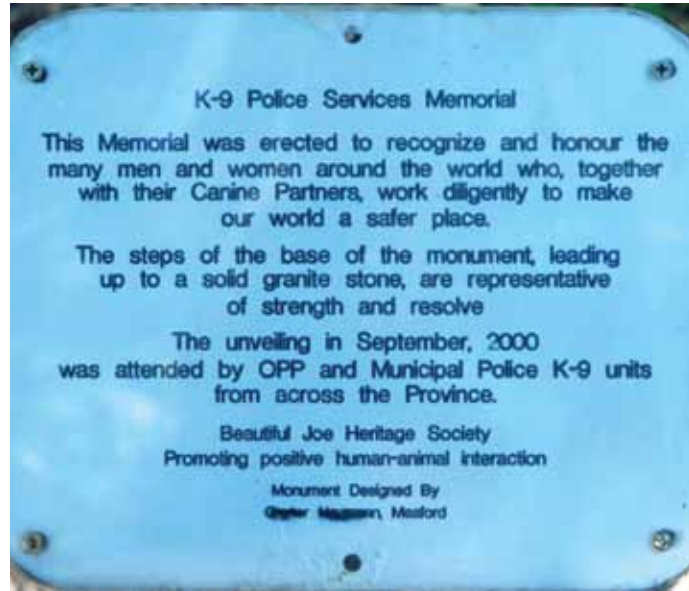 K-9 Police Services Memorial
This Memorial was erected to recognize and honour the
many men and women around the world who, together
with their Canine Partners, work diligently to make
our world a safer place.
The steps of the base of the monument, leading
up to a solid granite stone, are representative
of strength and resolve
The unveiling in September, 2000
was attended by OPP and Municipal Police K-9 units
from across the Province.
Beautiful Joe Heritage Society
Promoting positive human-animal interaction
Monument Designed By
Meaford